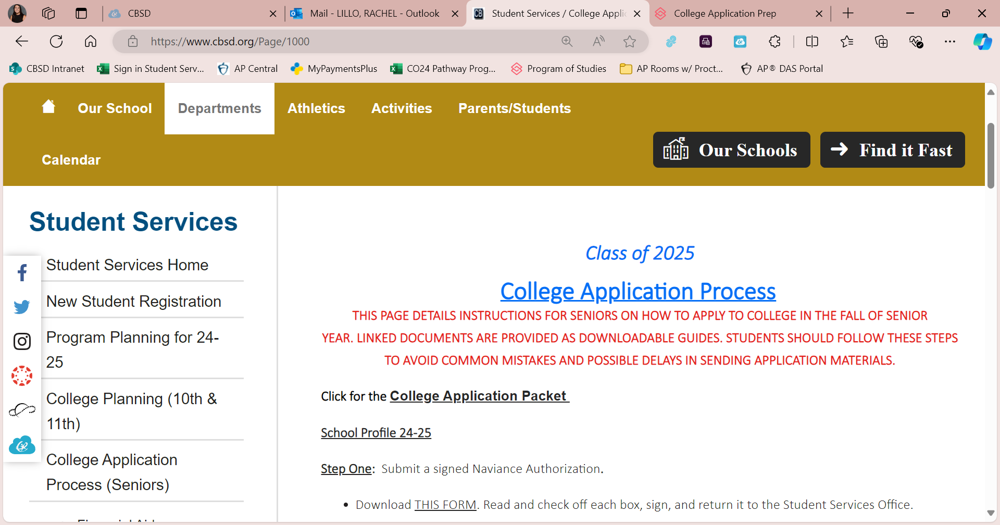 CBSD
Mail - LILLO, RACHEL - Outlook
CB
Student Services / College Applic
College Application Prep
https://www.cbsd.org/Page/1000
CBSD Intranet
Sign in Student Serv...
AP Central
MyPaymentsPlus
CO24 Pathway Prog...
Program of Studies
AP Rooms w/ Proct...
AP® DAS Portal
Our School
Departments
Athletics
Activities
Parents/Students
Calendar
Our Schools
Find it Fast
Student Services
Student Services Home
New Student Registration
Program Planning for 24-
25
College Planning (10th &
11th)
College Application
Process (Seniors)
Class of 2025
College Application Process
THIS PAGE DETAILS INSTRUCTIONS FOR SENIORS ON HOW TO APPLY TO COLLEGE IN THE FALL OF SENIOR
YEAR. LINKED DOCUMENTS ARE PROVIDED AS DOWNLOADABLE GUIDES. STUDENTS SHOULD FOLLOW THESE STEPS
TO AVOID COMMON MISTAKES AND POSSIBLE DELAYS IN SENDING APPLICATION MATERIALS.
Click for the College Application Packet
School Profile 24-25
Step One: Submit a signed Naviance Authorization.
• Download THIS FORM. Read and check off each box, sign, and return it to the Student Services Office.